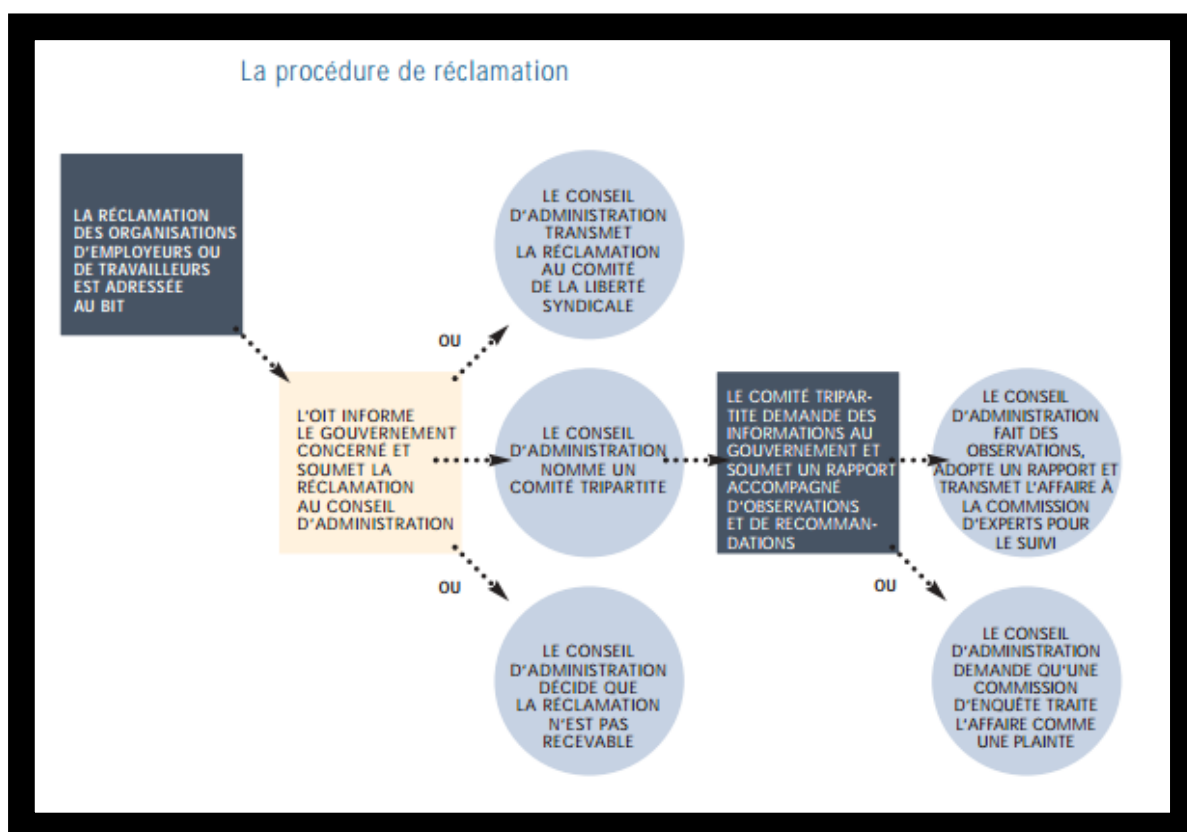 La procédure de réclamation
LA RÉCLAMATION
DES ORGANISATIONS
D'EMPLOYEURS OU
DE TRAVAILLEURS
EST ADRESSÉE
AU BIT
OU
LE CONSEIL
D'ADMINISTRATION
TRANSMET
LA RÉCLAMATION
AU COMITÉ
DE LA LIBERTÉ
SYNDICALE
L'OIT INFORME
LE GOUVERNEMENT
CONCERNÉ ET
SOUMET LA
RÉCLAMATION
AU CONSEIL
D'ADMINISTRATION
LE CONSEIL
D'ADMINISTRATION
NOMME UN
COMITÉ TRIPARTITE
LE COMITÉ TRIPAR-
TITE DEMANDE DES
INFORMATIONS AU
GOUVERNEMENT ET
SOUMET UN RAPPORT
ACCOMPAGNÉ
D'OBSERVATIONS
ET DE RECOMMAN-
DATIONS
LE CONSEIL
D'ADMINISTRATION
FAIT DES
OBSERVATIONS,
ADOPTE UN RAPPORT ET
TRANSMET L'AFFAIRE À
LA COMMISSION
D'EXPERTS POUR
LE SUIVI
OU
LE CONSEIL
D'ADMINISTRATION
DÉCIDE QUE
LA RÉCLAMATION
N'EST PAS
RECEVABLE
OU
LE CONSEIL
D'ADMINISTRATION
DEMANDE QU'UNE
COMMISSION
D'ENQUÊTE TRAITE
L'AFFAIRE COMME
UNE PLAINTE